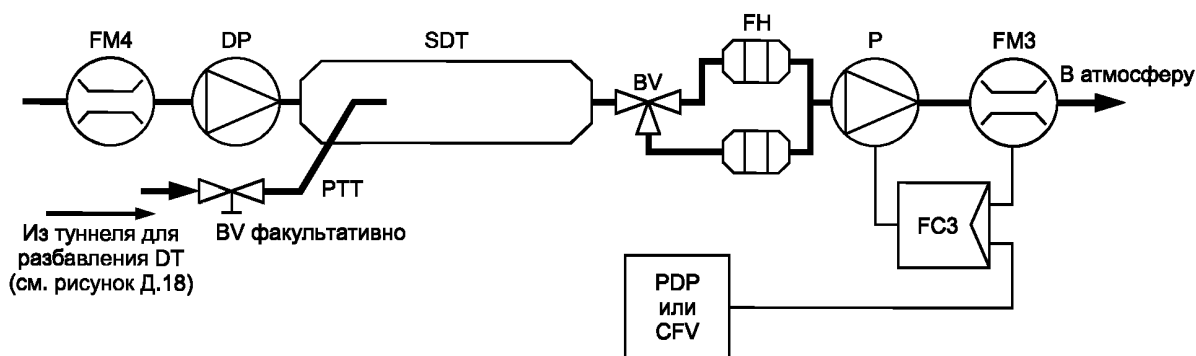 FM4
DP
SDT
BV
FH
P
FM3
В атмосферу
PTT
BV факультативно
Из туннеля для
разбавления DT
(см. рисунок Д.18)
FC3
PDP
или
CFV